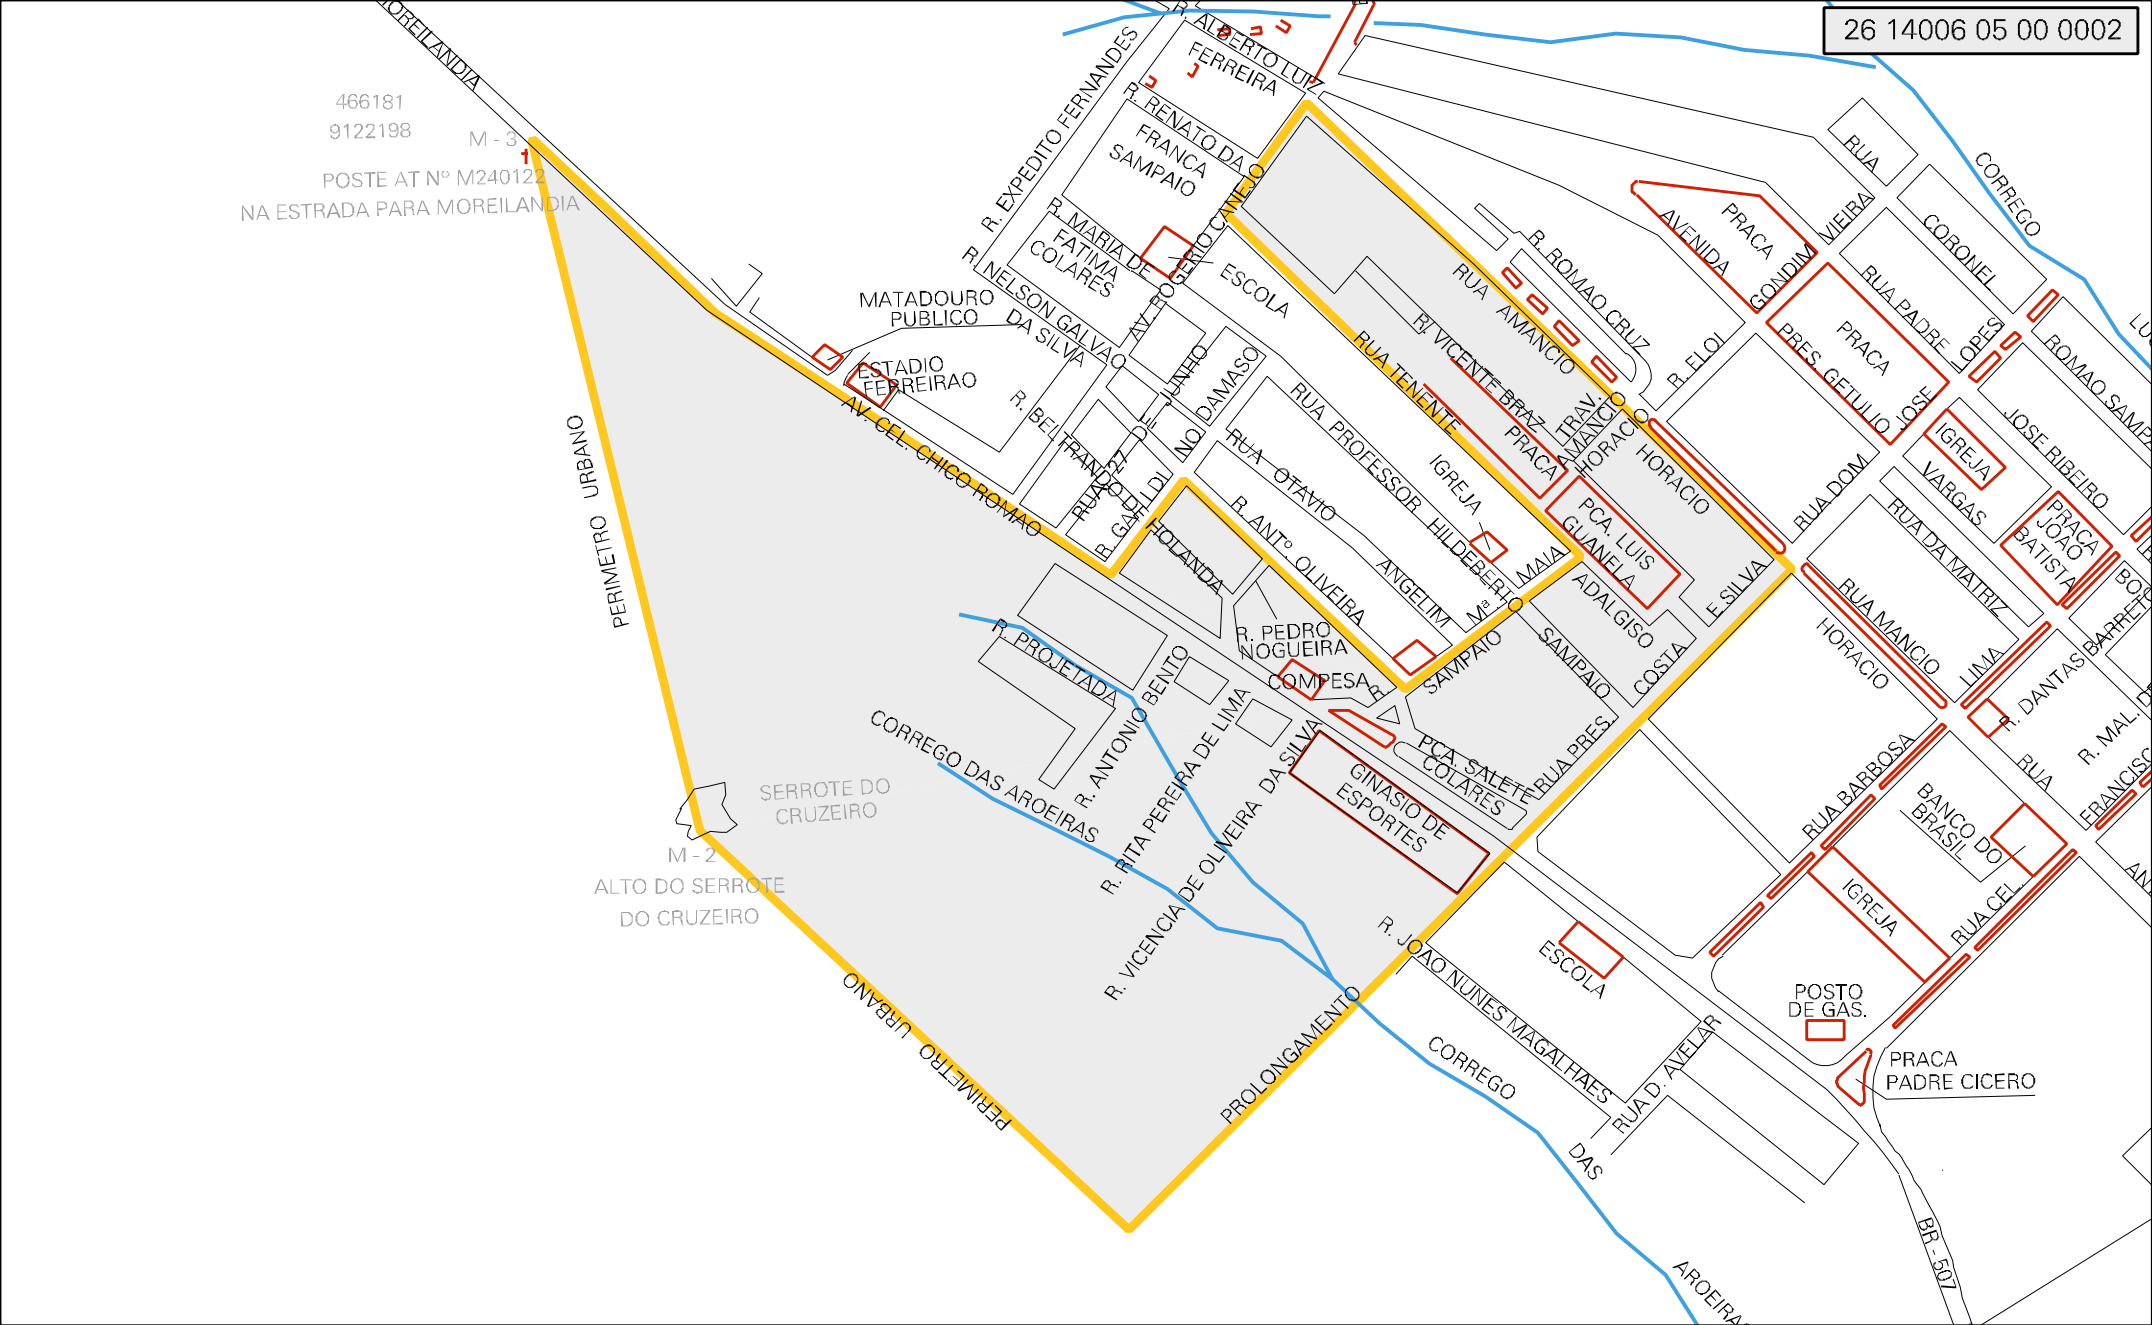 26 14006 05 00 0002
MOREILANDIA
466181
9122198
M - 3
POSTE AT Nº M240122
NA ESTRADA PARA MOREILANDIA
R. ALBERTO LUIZ
FERREIRA
R. EXPEDITO FERNANDES
R. RENATO DA
FRANCA
SAMPAIO
R. MARIA DE
FATIMA
COLARES
AV. ROGERIO CANEJO
ESCOLA
R. NELSON GALVAO
DA SILVA
MATADOURO
PUBLICO
ESTADIO
FERREIRAO
AV. CEL. CHICO ROMAO
R. BELTRANDO DE HOLANDA
RUA 27 DE JUNHO
R. GARIBALDI NO DAMASO
RUA PROFESSOR HILDEBERTO
RUA OTAVIO ANGELIM
R. ANTº. OLIVEIRA
IGREJA
RUA TENENTE
R. VICENTE BRAZ
PRACA
RUA AMANCIO
HORACIO
TRAV.
AMANCIO
HORACIO
R. ROMAO CRUZ
R. ELOI
AVENIDA
PRACA
GONDIM VIEIRA
RUA
CORONEL
CORREGO
RUA PADRE
LOPES
PRACA
PRES. GETULIO
JOSE
IGREJA
VARGAS
JOSE RIBEIRO
ROMAO SAMPA
PRACA
JOAO
BATISTA
RUA DOM
RUA DA MATRIZ
RUA MANCIO
HORACIO
LIMA
R. DANTAS BARRETO
R. MAL. DE
FRANCISC
RUA
RUA BARBOSA
BANCO DO
BRASIL
IGREJA
RUA CEL.
POSTO
DE GAS.
PRACA
PADRE CICERO
BR - 507
PCA. LUIS
GUANELA
ADALGISO
E SILVA
Mª MAIA
R. SAMPAIO
SAMPAIO
COSTA
RUA PRES.
R. PEDRO
NOGUEIRA
COMPESA
PCA. SALETE
COLARES
GINASIO DE
ESPORTES
R. PROJETADA
R. ANTONIO BENTO
R. RITA PEREIRA DE LIMA
R. VICENCIA DE OLIVEIRA DA SILVA
CORREGO DAS AROEIRAS
PERIMETRO URBANO
SERROTE DO
CRUZEIRO
M - 2
ALTO DO SERROTE
DO CRUZEIRO
PERIMETRO URBANO
PROLONGAMENTO
R. JOAO NUNES MAGALHAES
ESCOLA
RUA D. AVELAR
CORREGO
DAS
AROEIRAS